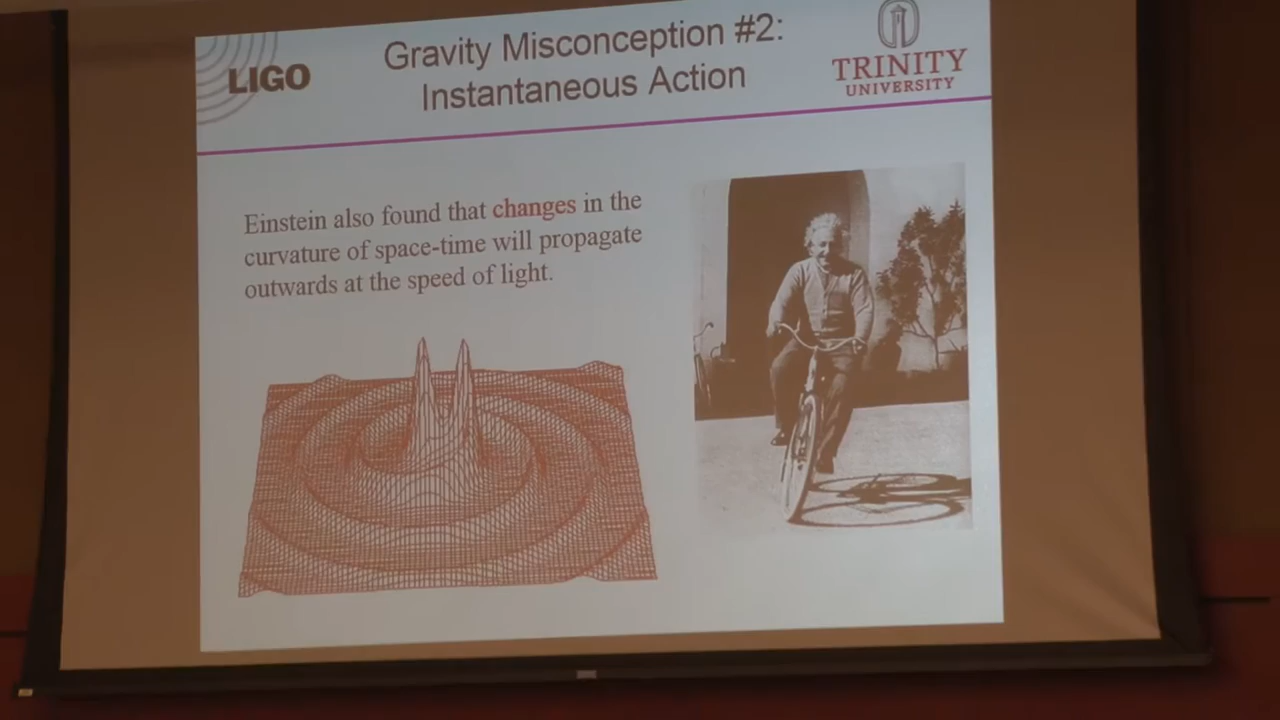 LIGO
Gravity Misconception #2:
Instantaneous Action
TRINITY
UNIVERSITY
Einstein also found that changes in the
curvature of space-time will propagate
outwards at the speed of light.